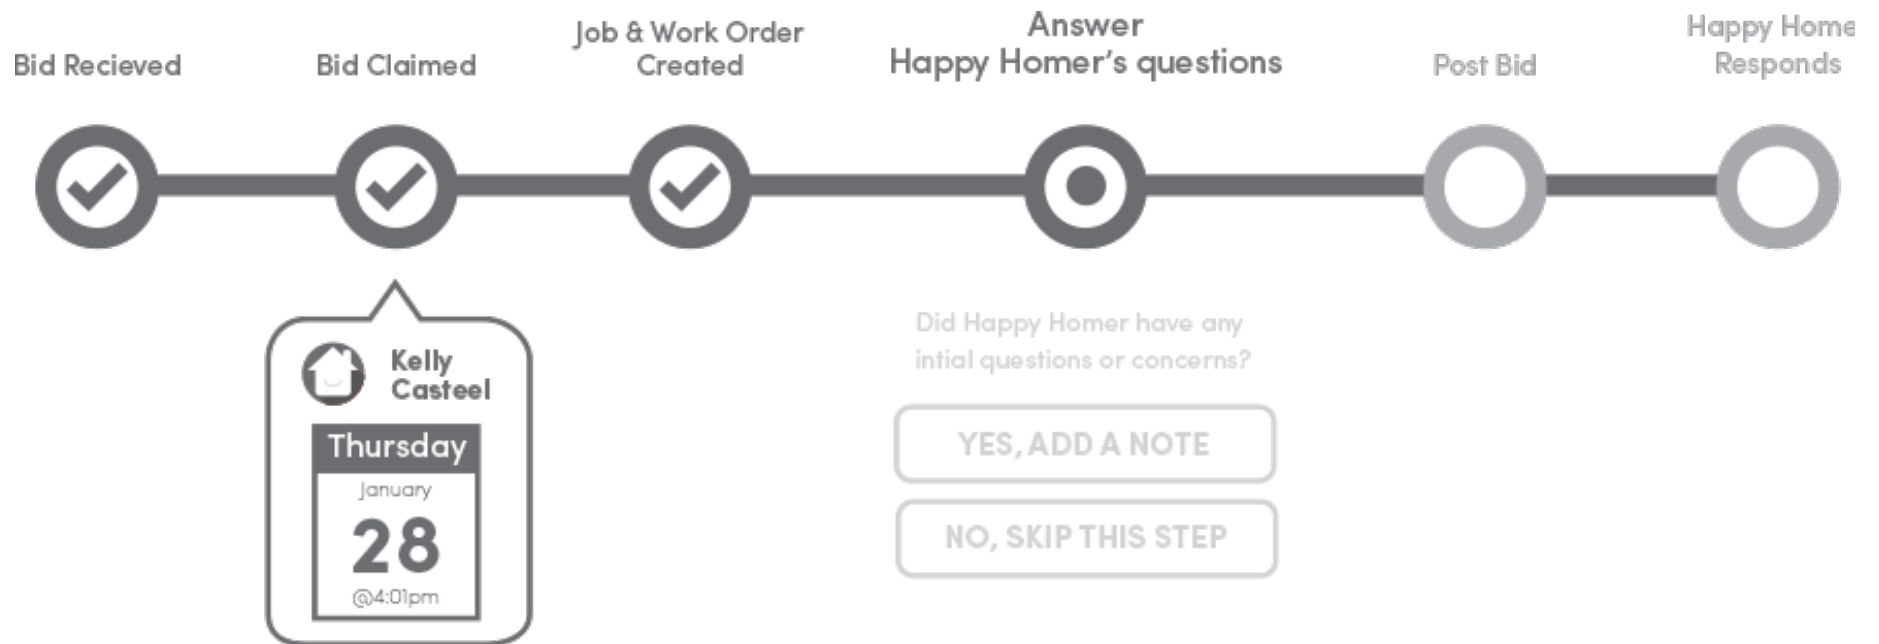 Bid Recieved
Bid Claimed
Job & Work Order
Created
Answer
Happy Homer's questions
Post Bid
Happy Home
Responds
Kelly
Casteel
Thursday
January
28
@4:01pm
Did Happy Homer have any
intial questions or concerns?
YES, ADD A NOTE
NO, SKIP THIS STEP